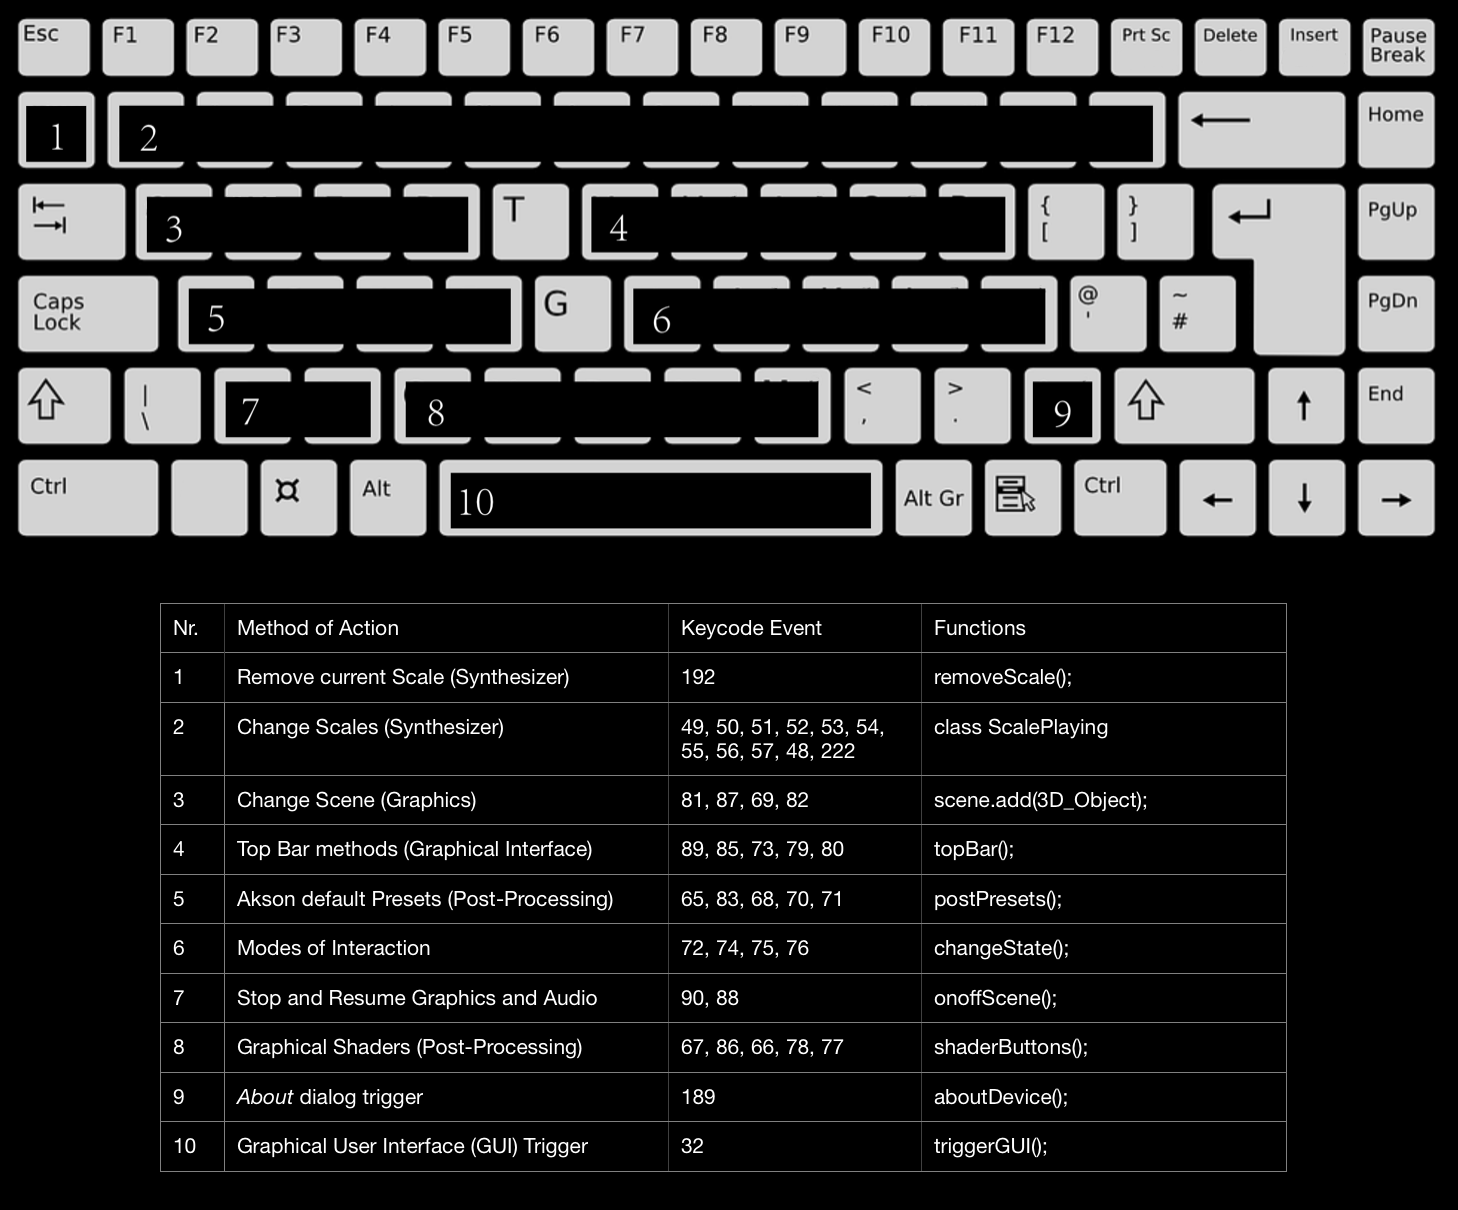 Esc F1 F2 F3 F4 F5 F6 F7 F8 F9 F10 F11 F12 Prt Sc Delete Insert Pause
Break
1 2 Home
3 T 4 { } PgUp
[ ]
Caps 5 G 6 @ ~ PgDn
Lock ' #
| 7 8 < > 9 End
\ , .
Ctrl Alt 10 Alt Gr Ctrl
Nr. Method of Action Keycode Event Functions
1 Remove current Scale (Synthesizer) 192 removeScale();
2 Change Scales (Synthesizer) 49, 50, 51, 52, 53, 54, class ScalePlaying
55, 56, 57, 48, 222
3 Change Scene (Graphics) 81, 87, 69, 82 scene.add(3D_Object);
4 Top Bar methods (Graphical Interface) 89, 85, 73, 79, 80 topBar();
5 Akson default Presets (Post-Processing) 65, 83, 68, 70, 71 postPresets();
6 Modes of Interaction 72, 74, 75, 76 changeState();
7 Stop and Resume Graphics and Audio 90, 88 onoffScene();
8 Graphical Shaders (Post-Processing) 67, 86, 66, 78, 77 shaderButtons();
9 About dialog trigger 189 aboutDevice();
10 Graphical User Interface (GUI) Trigger 32 triggerGUI();